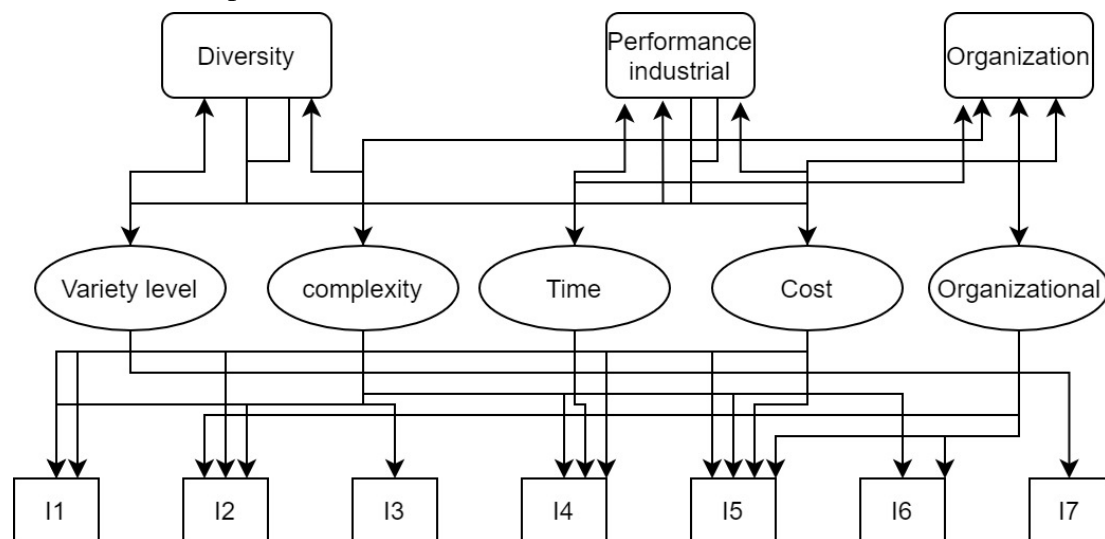 Diversity
Performance
industrial
Organization
Variety level
complexity
Time
Cost
Organizational
I1
I2
I3
I4
I5
I6
I7